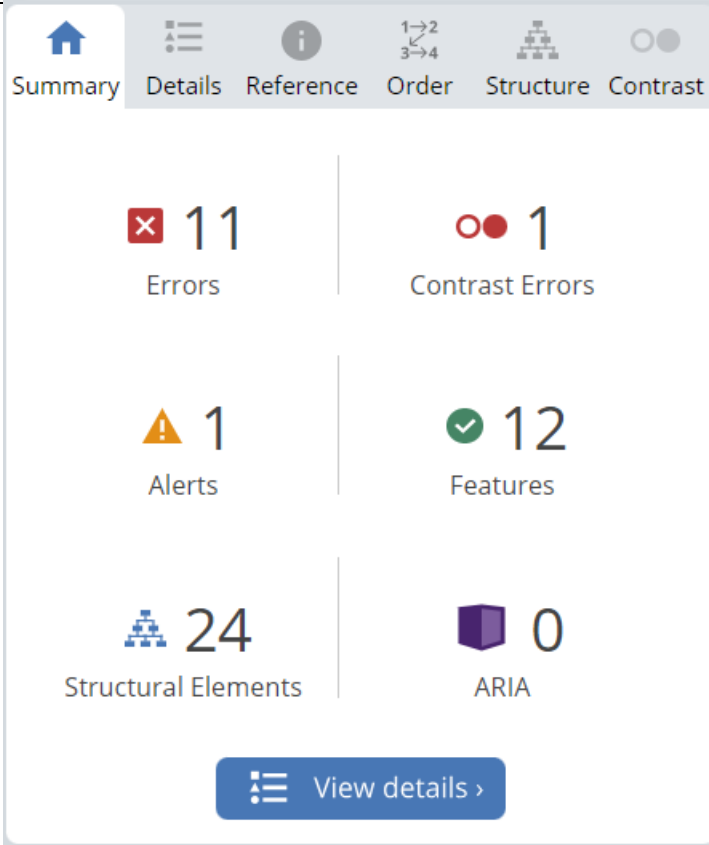 1→2
3→4
Summary Details Reference Order Structure Contrast
11
Errors
1
Contrast Errors
1
Alerts
12
Features
24
Structural Elements
0
ARIA
View details ›